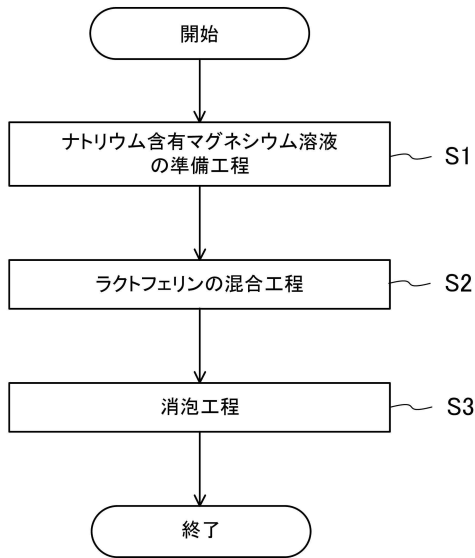 開始
ナトリウム含有マグネシウム溶液
の準備工程
S1
ラクトフェリンの混合工程
S2
消泡工程
S3
終了